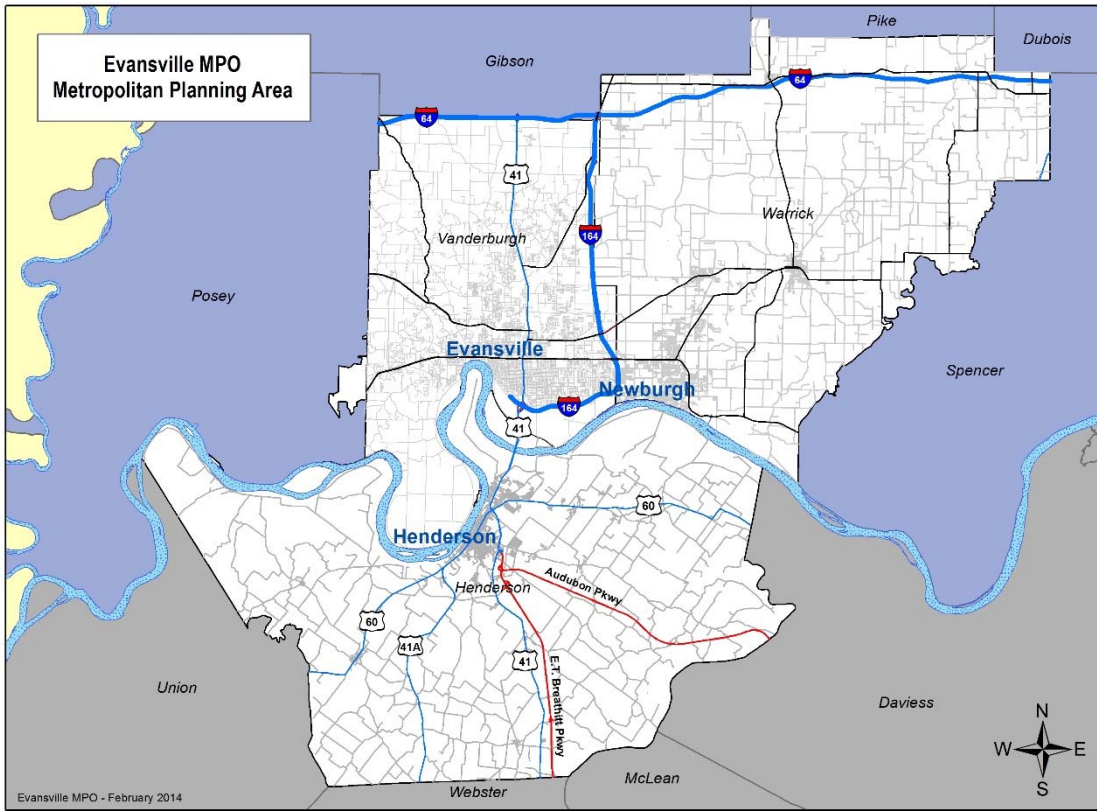 Evansville MPO
Metropolitan Planning Area
Pike
Dubois
Gibson
64
64
41
Warrick
164
Vanderburgh
Posey
Evansville
Spencer
Newburgh
164
41
60
Henderson
Audubon Pkwy
Henderson
60
41A
41
E.T. Breathitt Pkwy
Union
Daviess
N
W
E
S
McLean
Webster
Evansville MPO - February 2014